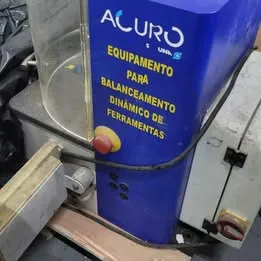 ACURO
EQUIPAMENTO
PARA
BALANCEAMENTO
DINÂMICO DE
FERRAMENTAS